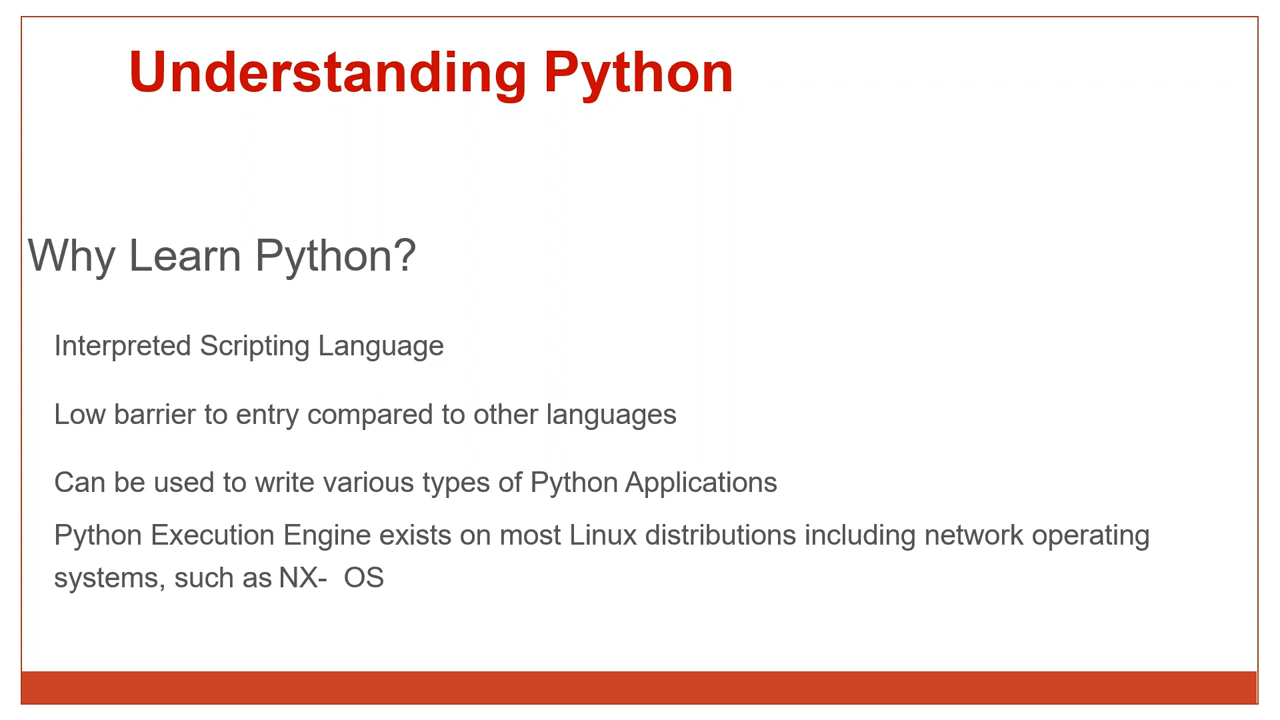 Understanding Python
Why Learn Python?
Interpreted Scripting Language
Low barrier to entry compared to other languages
Can be used to write various types of Python Applications
Python Execution Engine exists on most Linux distributions including network operating
systems, such as NX-  OS